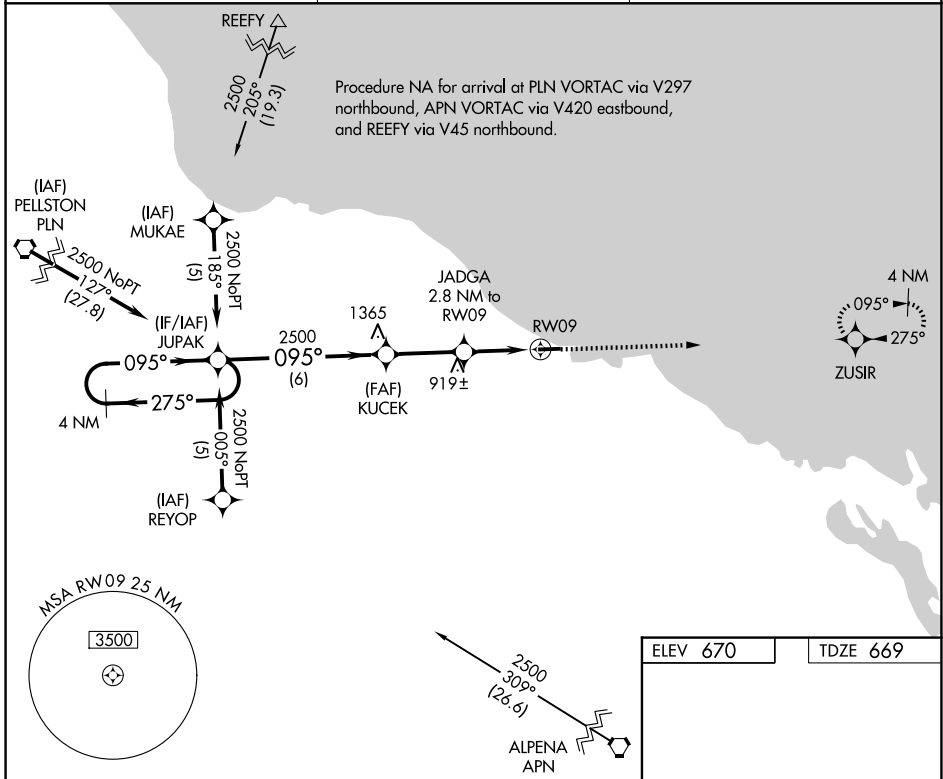 REEFY
2500
205°
(19.3)
Procedure NA for arrival at PLN VORTAC via V297
northbound, APN VORTAC via V420 eastbound,
and REEFY via V45 northbound.
(IAF)
PELLSTON
PLN
2500 NoPT
127°
(27.8)
(IAF)
MUKAE
2500 NoPT
185°
(5)
(IF/IAF)
JUPAK
095°
275°
4 NM
2500
095°
(6)
1365
(FAF)
KUCEK
JADGA
2.8 NM to
RW09
919±
RW09
4 NM
095°
275°
ZUSIR
2500 NoPT
005°
(5)
(IAF)
REYOP
MSA RW09 25 NM
3500
2500
309°
(26.6)
ALPENA
APN
ELEV 670
TDZE 669